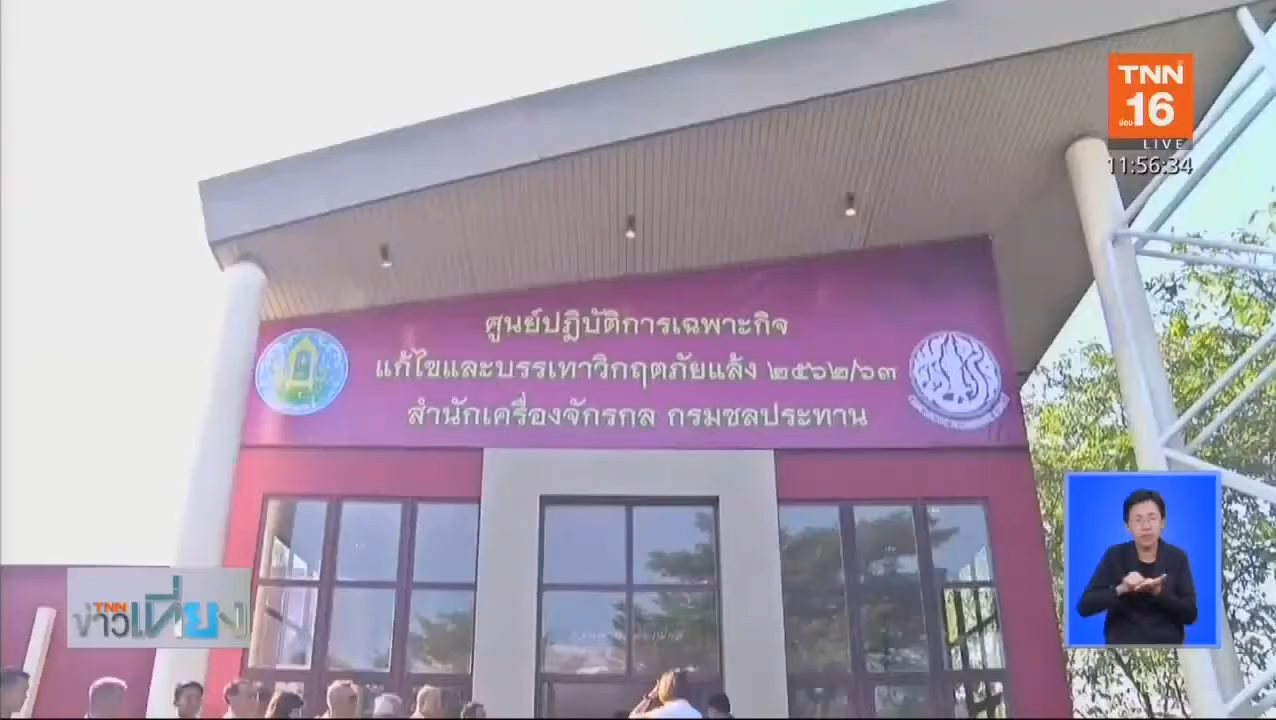 TNN
ช่อง 16
LIVE
11:56:34
ศูนย์ปฏิบัติการเฉพาะกิจ
แก้ไขและบรรเทาวิกฤตภัยแล้ง ๒๕๖๒/๖๓
สำนักเครื่องจักรกล กรมชลประทาน
TNN
ข่าวเที่ยง